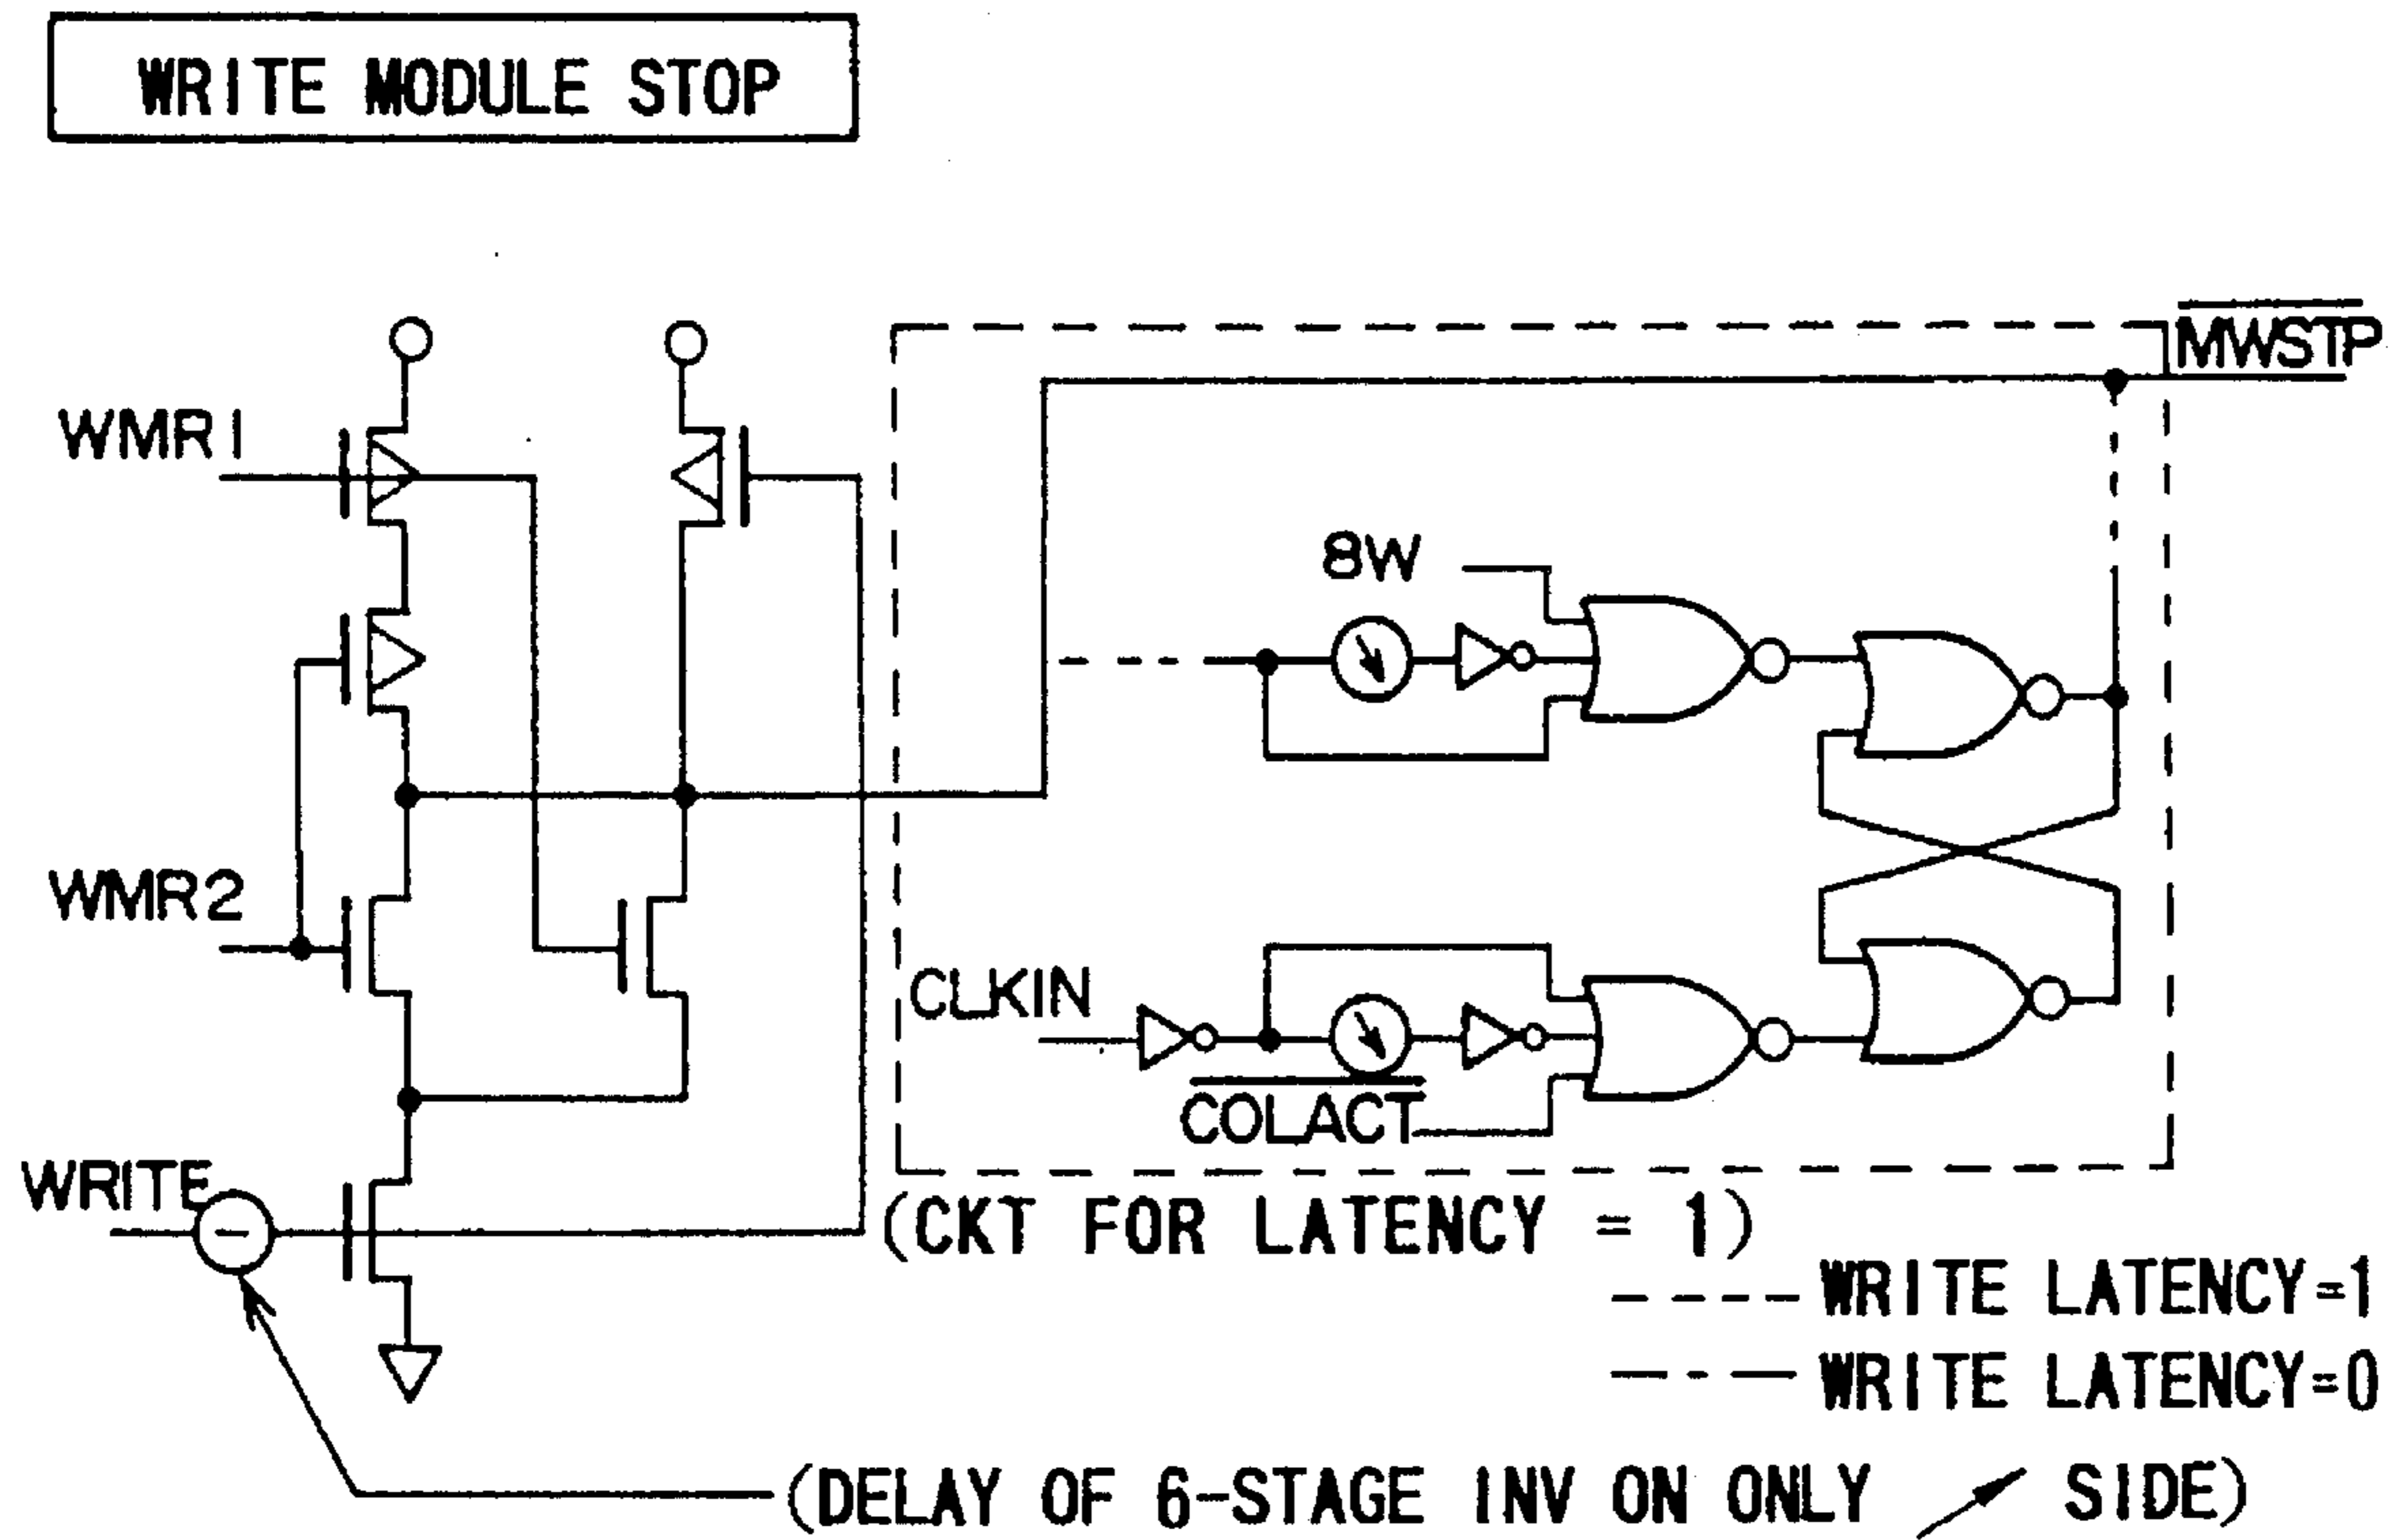 WRITE MODULE STOP
MWSTP
WMR1
8W
WMR2
CLKIN
COLACT
WRITE
(CKT FOR LATENCY = 1)
WRITE LATENCY=1
WRITE LATENCY=0
(DELAY OF 6-STAGE INV ON ONLY SIDE)